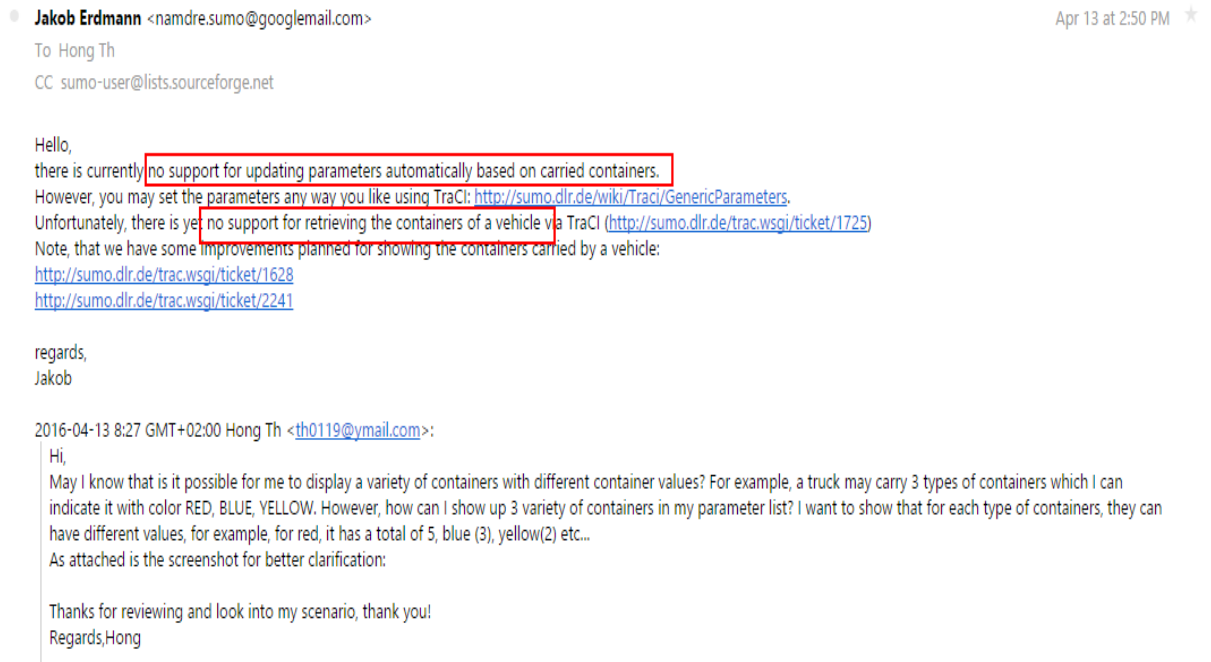 Jakob Erdmann <namdre.sumo@googlemail.com> Apr 13 at 2:50 PM
To Hong Th
CC sumo-user@lists.sourceforge.net
Hello,
there is currently no support for updating parameters automatically based on carried containers.
However, you may set the parameters any way you like using TraCI: http://sumo.dlr.de/wiki/Traci/GenericParameters.
Unfortunately, there is yet no support for retrieving the containers of a vehicle via TraCI (http://sumo.dlr.de/trac.wsgi/ticket/1725)
Note, that we have some improvements planned for showing the containers carried by a vehicle:
http://sumo.dlr.de/trac.wsgi/ticket/1628
http://sumo.dlr.de/trac.wsgi/ticket/2241
regards,
Jakob
2016-04-13 8:27 GMT+02:00 Hong Th <th0119@ymail.com>:
Hi,
May I know that is it possible for me to display a variety of containers with different container values? For example, a truck may carry 3 types of containers which I can
indicate it with color RED, BLUE, YELLOW. However, how can I show up 3 variety of containers in my parameter list? I want to show that for each type of containers, they can
have different values, for example, for red, it has a total of 5, blue (3), yellow(2) etc...
As attached is the screenshot for better clarification:
Thanks for reviewing and look into my scenario, thank you!
Regards,Hong